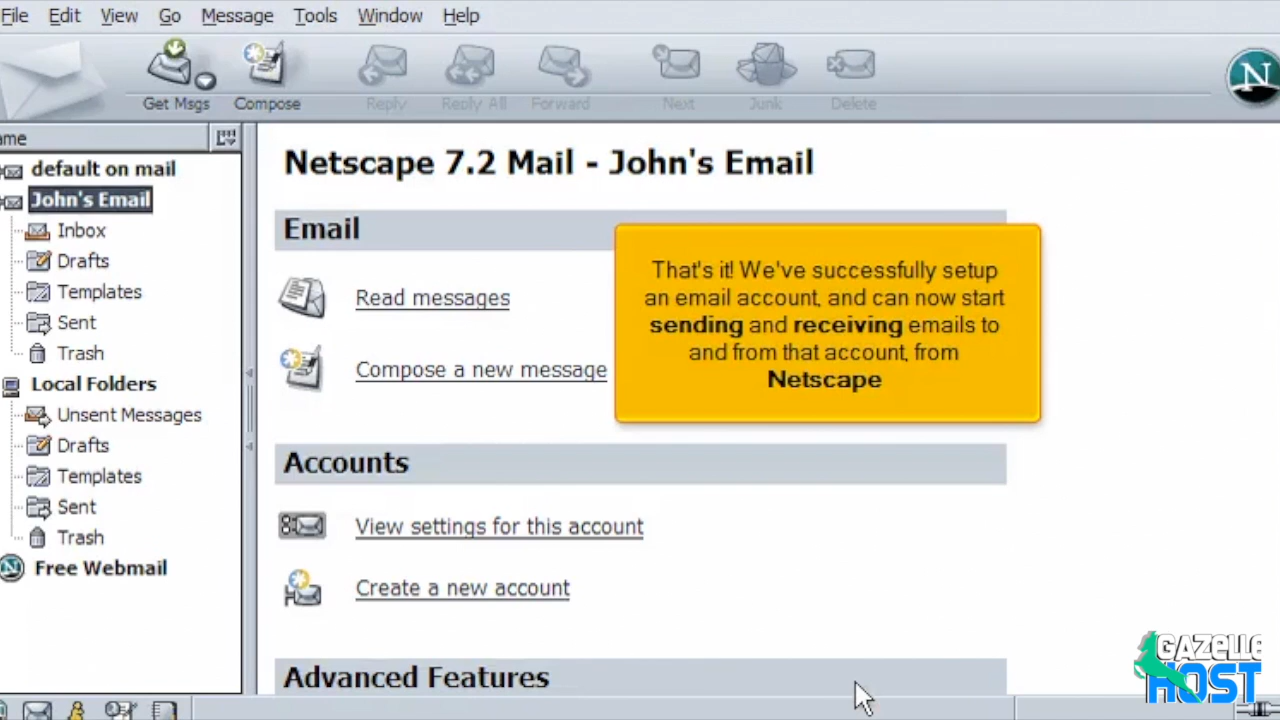 File Edit View Go Message Tools Window Help
Get Msgs Compose Reply Reply All Forward Next Junk Delete
N
ame
default on mail
John's Email
Inbox
Drafts
Templates
Sent
Trash
Local Folders
Unsent Messages
Drafts
Templates
Sent
Trash
N Free Webmail
Netscape 7.2 Mail - John's Email
Email
Read messages
Compose a new message
That's it! We've successfully setup
an email account, and can now start
sending and receiving emails to
and from that account, from
Netscape
Accounts
View settings for this account
Create a new account
Advanced Features
GAZELLE
HOST